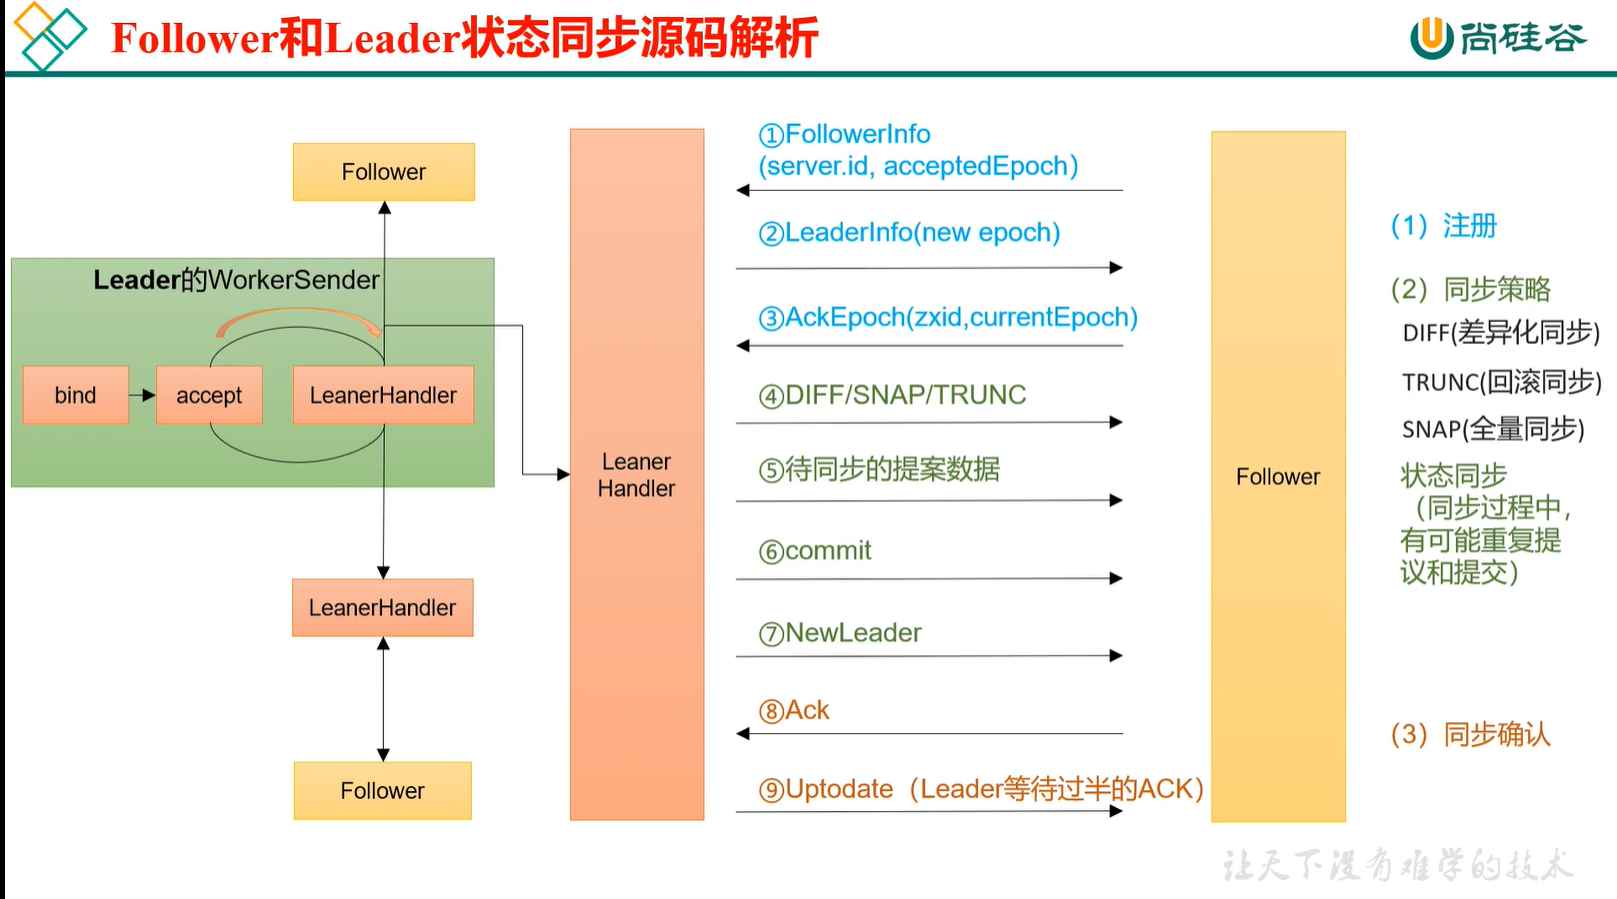 Follower和Leader状态同步源码解析
尚硅谷
Follower
Leader的WorkerSender
bind
accept
LeanerHandler
LeanerHandler
Follower
Leaner
Handler
①FollowerInfo
(server.id, acceptedEpoch)
②LeaderInfo(new epoch)
③AckEpoch(zxid,currentEpoch)
④DIFF/SNAP/TRUNC
⑤待同步的提案数据
⑥commit
⑦NewLeader
⑧Ack
⑨Uptodate（Leader等待过半的ACK）
Follower
（1）注册
（2）同步策略
DIFF(差异化同步)
TRUNC(回滚同步)
SNAP(全量同步)
状态同步
（同步过程中，
有可能重复提
议和提交）
（3）同步确认
让天下没有难学的技术